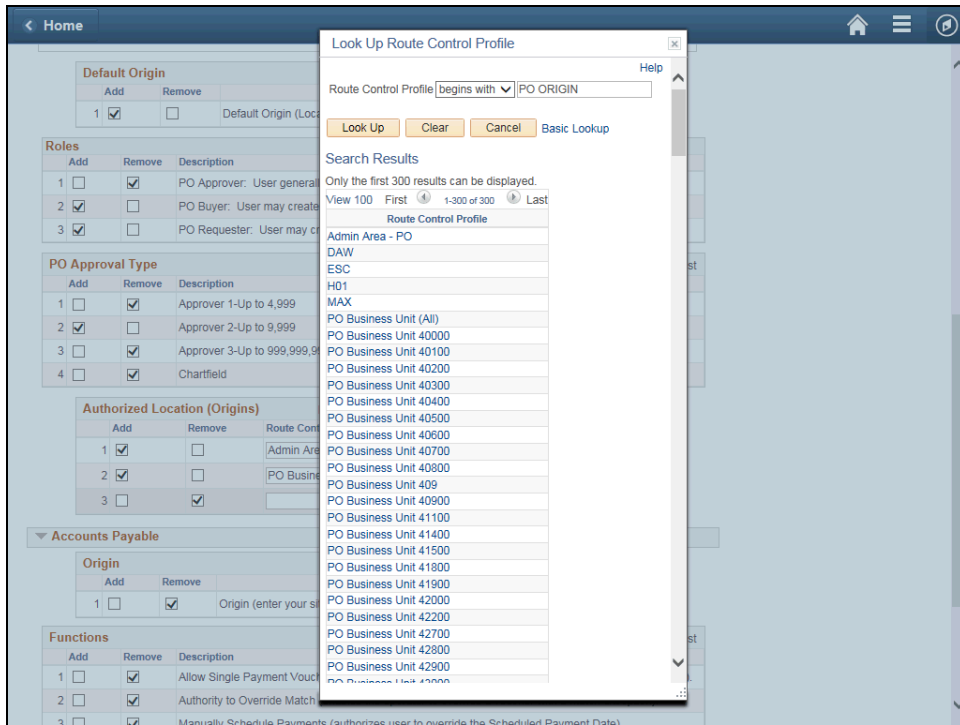 Home
Look Up Route Control Profile
Help
Route Control Profile begins with PO ORIGIN
Look Up Clear Cancel Basic Lookup
Search Results
Only the first 300 results can be displayed.
View 100 First 1-300 of 300 Last
Route Control Profile
Admin Area - PO
DAW
ESC
H01
MAX
PO Business Unit (All)
PO Business Unit 40000
PO Business Unit 40100
PO Business Unit 40200
PO Business Unit 40300
PO Business Unit 40400
PO Business Unit 40500
PO Business Unit 40600
PO Business Unit 40700
PO Business Unit 40800
PO Business Unit 409
PO Business Unit 40900
PO Business Unit 41100
PO Business Unit 41400
PO Business Unit 41500
PO Business Unit 41800
PO Business Unit 41900
PO Business Unit 42000
PO Business Unit 42200
PO Business Unit 42700
PO Business Unit 42800
PO Business Unit 42900
Default Origin
Add Remove
1 Default Origin (Loca
Roles
Add Remove Description
1 PO Approver: User generall
2 PO Buyer: User may create
3 PO Requester: User may cr
PO Approval Type st
Add Remove Description
1 Approver 1-Up to 4,999
2 Approver 2-Up to 9,999
3 Approver 3-Up to 999,999,9
4 Chartfield
Authorized Location (Origins)
Add Remove Route Cont
1 Admin Are
2 PO Busine
3
Accounts Payable
Origin
Add Remove
1 Origin (enter your si
Functions st
Add Remove Description
1 Allow Single Payment Vouc
2 Authority to Override Match
3 Manually Schedule Payments (authorizes user to override the Scheduled Payment Date)